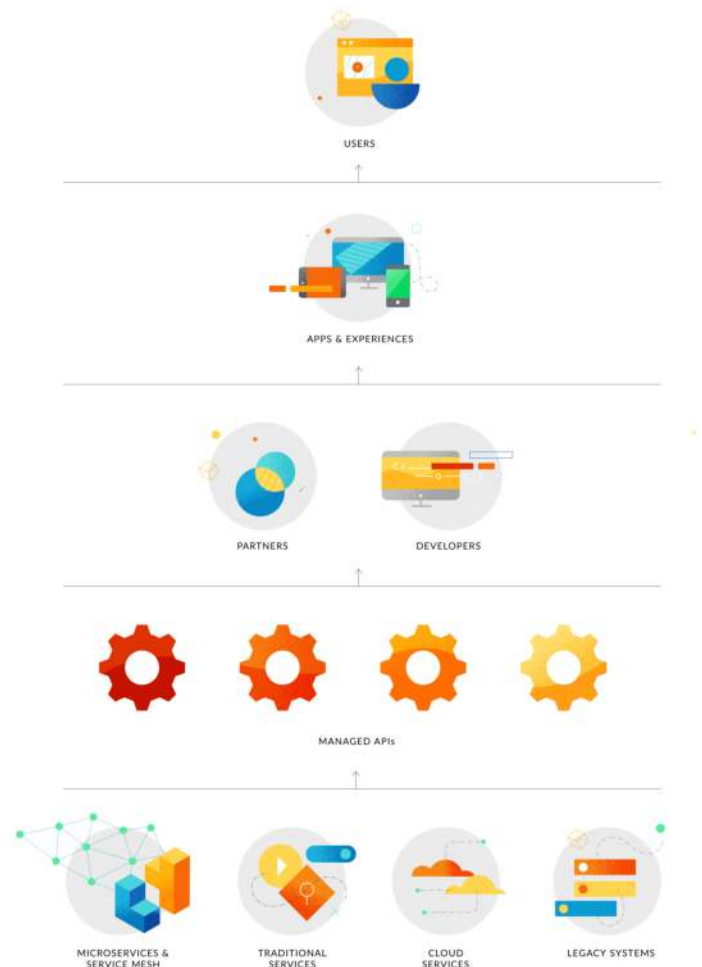 USERS
APPS & EXPERIENCES
PARTNERS
DEVELOPERS
MANAGED APIs
MICROSERVICES &
SERVICE MESH
TRADITIONAL
SERVICES
CLOUD
SERVICES
LEGACY SYSTEMS